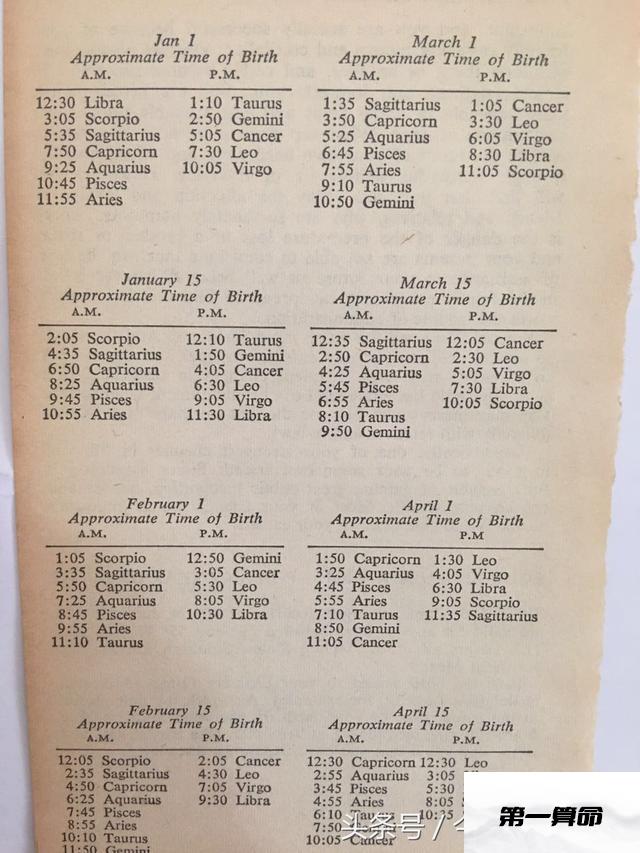 Jan 1
Approximate Time of Birth
A.M. P.M.
12:30 Libra 1:10 Taurus
3:05 Scorpio 2:50 Gemini
5:35 Sagittarius 5:05 Cancer
7:50 Capricorn 7:30 Leo
9:25 Aquarius 10:05 Virgo
10:45 Pisces
11:55 Aries
January 15
Approximate Time of Birth
A.M. P.M.
2:05 Scorpio 12:10 Taurus
4:35 Sagittarius 1:50 Gemini
6:50 Capricorn 4:05 Cancer
8:25 Aquarius 6:30 Leo
9:45 Pisces 9:05 Virgo
10:55 Aries 11:30 Libra
February 1
Approximate Time of Birth
A.M. P.M.
1:05 Scorpio 12:50 Gemini
3:35 Sagittarius 3:05 Cancer
5:50 Capricorn 5:30 Leo
7:25 Aquarius 8:05 Virgo
8:45 Pisces 10:30 Libra
9:55 Aries
11:10 Taurus
February 15
Approximate Time of Birth
A.M. P.M.
12:05 Scorpio 2:05 Cancer
2:35 Sagittarius 4:30 Leo
4:50 Capricorn 7:05 Virgo
6:25 Aquarius 9:30 Libra
7:45 Pisces
8:55 Aries
10:10 Taurus
11:50 Gemini
March 1
Approximate Time of Birth
A.M. P.M.
1:35 Sagittarius 1:05 Cancer
3:50 Capricorn 3:30 Leo
5:25 Aquarius 6:05 Virgo
6:45 Pisces 8:30 Libra
7:55 Aries 11:05 Scorpio
9:10 Taurus
10:50 Gemini
March 15
Approximate Time of Birth
A.M. P.M.
12:35 Sagittarius 12:05 Cancer
2:50 Capricorn 2:30 Leo
4:25 Aquarius 5:05 Virgo
5:45 Pisces 7:30 Libra
6:55 Aries 10:05 Scorpio
8:10 Taurus
9:50 Gemini
April 1
Approximate Time of Birth
A.M. P.M
1:50 Capricorn 1:30 Leo
3:25 Aquarius 4:05 Virgo
4:45 Pisces 6:30 Libra
5:55 Aries 9:05 Scorpio
7:10 Taurus 11:35 Sagittarius
8:50 Gemini
11:05 Cancer
April 15
Approximate Time of Birth
A.M. P.M.
12:30 Capricorn 12:30 Leo
2:55 Aquarius 3:05
3:45 Pisces 5:30
4:55 Aries 8:05
6:10 Taurus 10:35
7:50
10:05 Cancer
头条号
第一算命